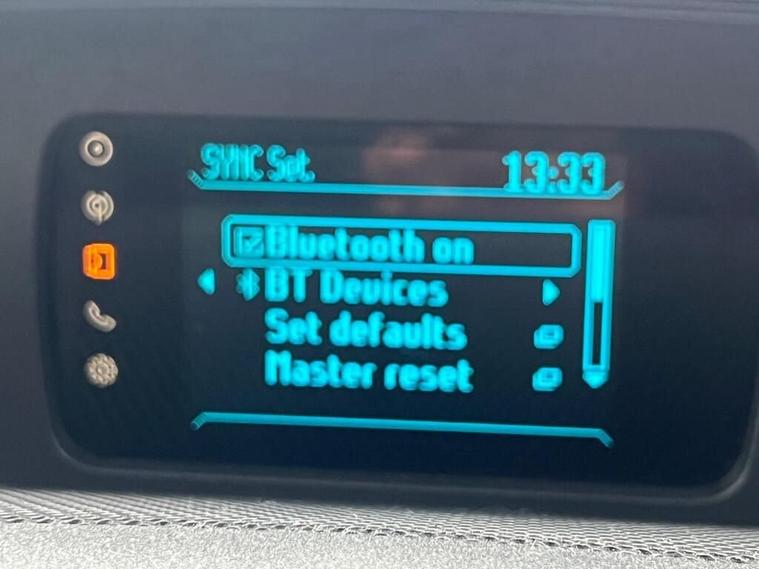 SYNC Set.
13:33
Bluetooth on
BT Devices
Set defaults
Master reset